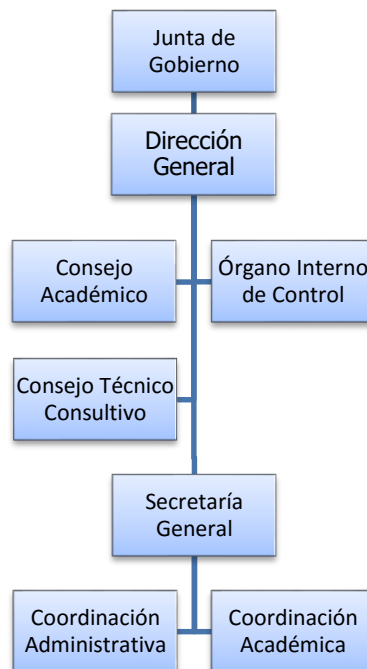 Junta de
Gobierno
Dirección
General
Consejo
Académico
Órgano Interno
de Control
Consejo Técnico
Consultivo
Secretaría
General
Coordinación
Administrativa
Coordinación
Académica